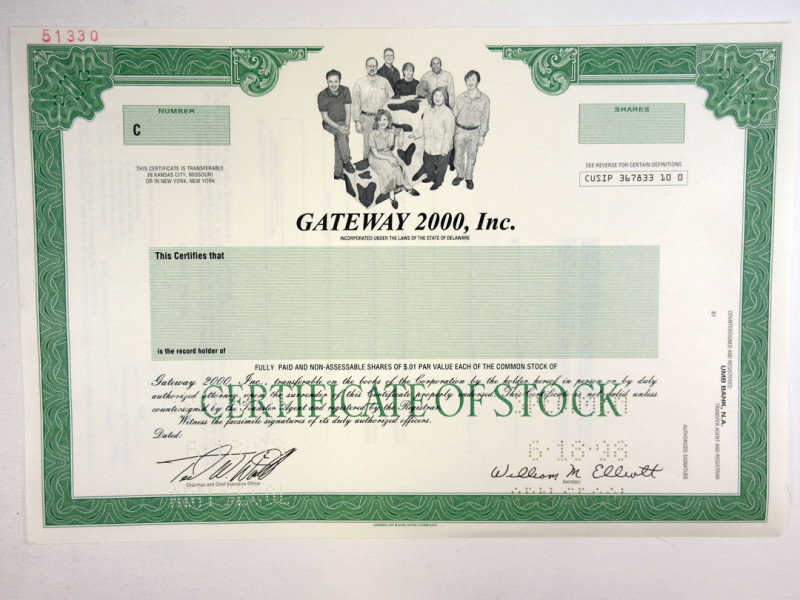 51330
NUMBER
C
SHARES
THIS CERTIFICATE IS TRANSFERABLE
IN KANSAS CITY, MISSOURI
OR IN NEW YORK, NEW YORK
SEE REVERSE FOR CERTAIN DEFINITIONS
CUSIP 367833 10 0
GATEWAY 2000, Inc.
INCORPORATED UNDER THE LAWS OF THE STATE OF DELAWARE
This Certifies that
is the record holder of
FULLY PAID AND NON-ASSESSABLE SHARES OF $.01 PAR VALUE EACH OF THE COMMON STOCK OF
Gateway 2000, Inc., transferable on the books of the Corporation by the holder hereof in person or by duly
authorized attorney upon the surrender of this Certificate properly endorsed. This Certificate is not valid unless
countersigned by the Transfer Agent and registered by the Registrar.
CERTIFICATE OF STOCK
Witness the facsimile signatures of its duly authorized officers.
Dated:
6-18-98
William M Elliott
Chairman and Chief Executive Officer
Secretary
COUNTERSIGNED AND REGISTERED:
UMB BANK, N.A.
TRANSFER AGENT AND REGISTRAR
BY
AUTHORIZED SIGNATURE
AMERICAN BANK NOTE COMPANY